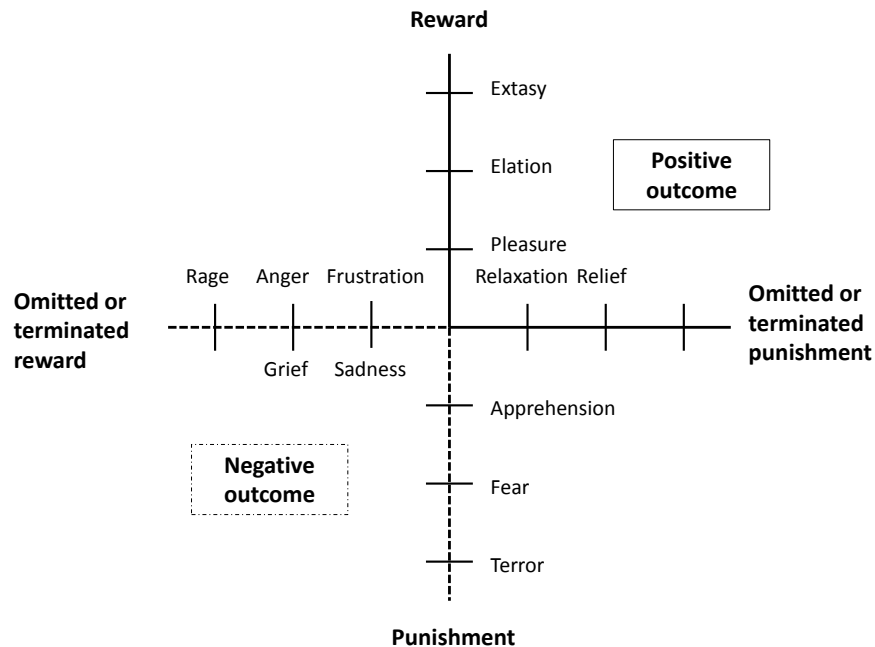 Reward
Extasy
Elation
Positive
outcome
Pleasure
Rage Anger Frustration Relaxation Relief
Omitted or
terminated
reward
Omitted or
terminated
punishment
Grief Sadness
Apprehension
Negative
outcome
Fear
Terror
Punishment